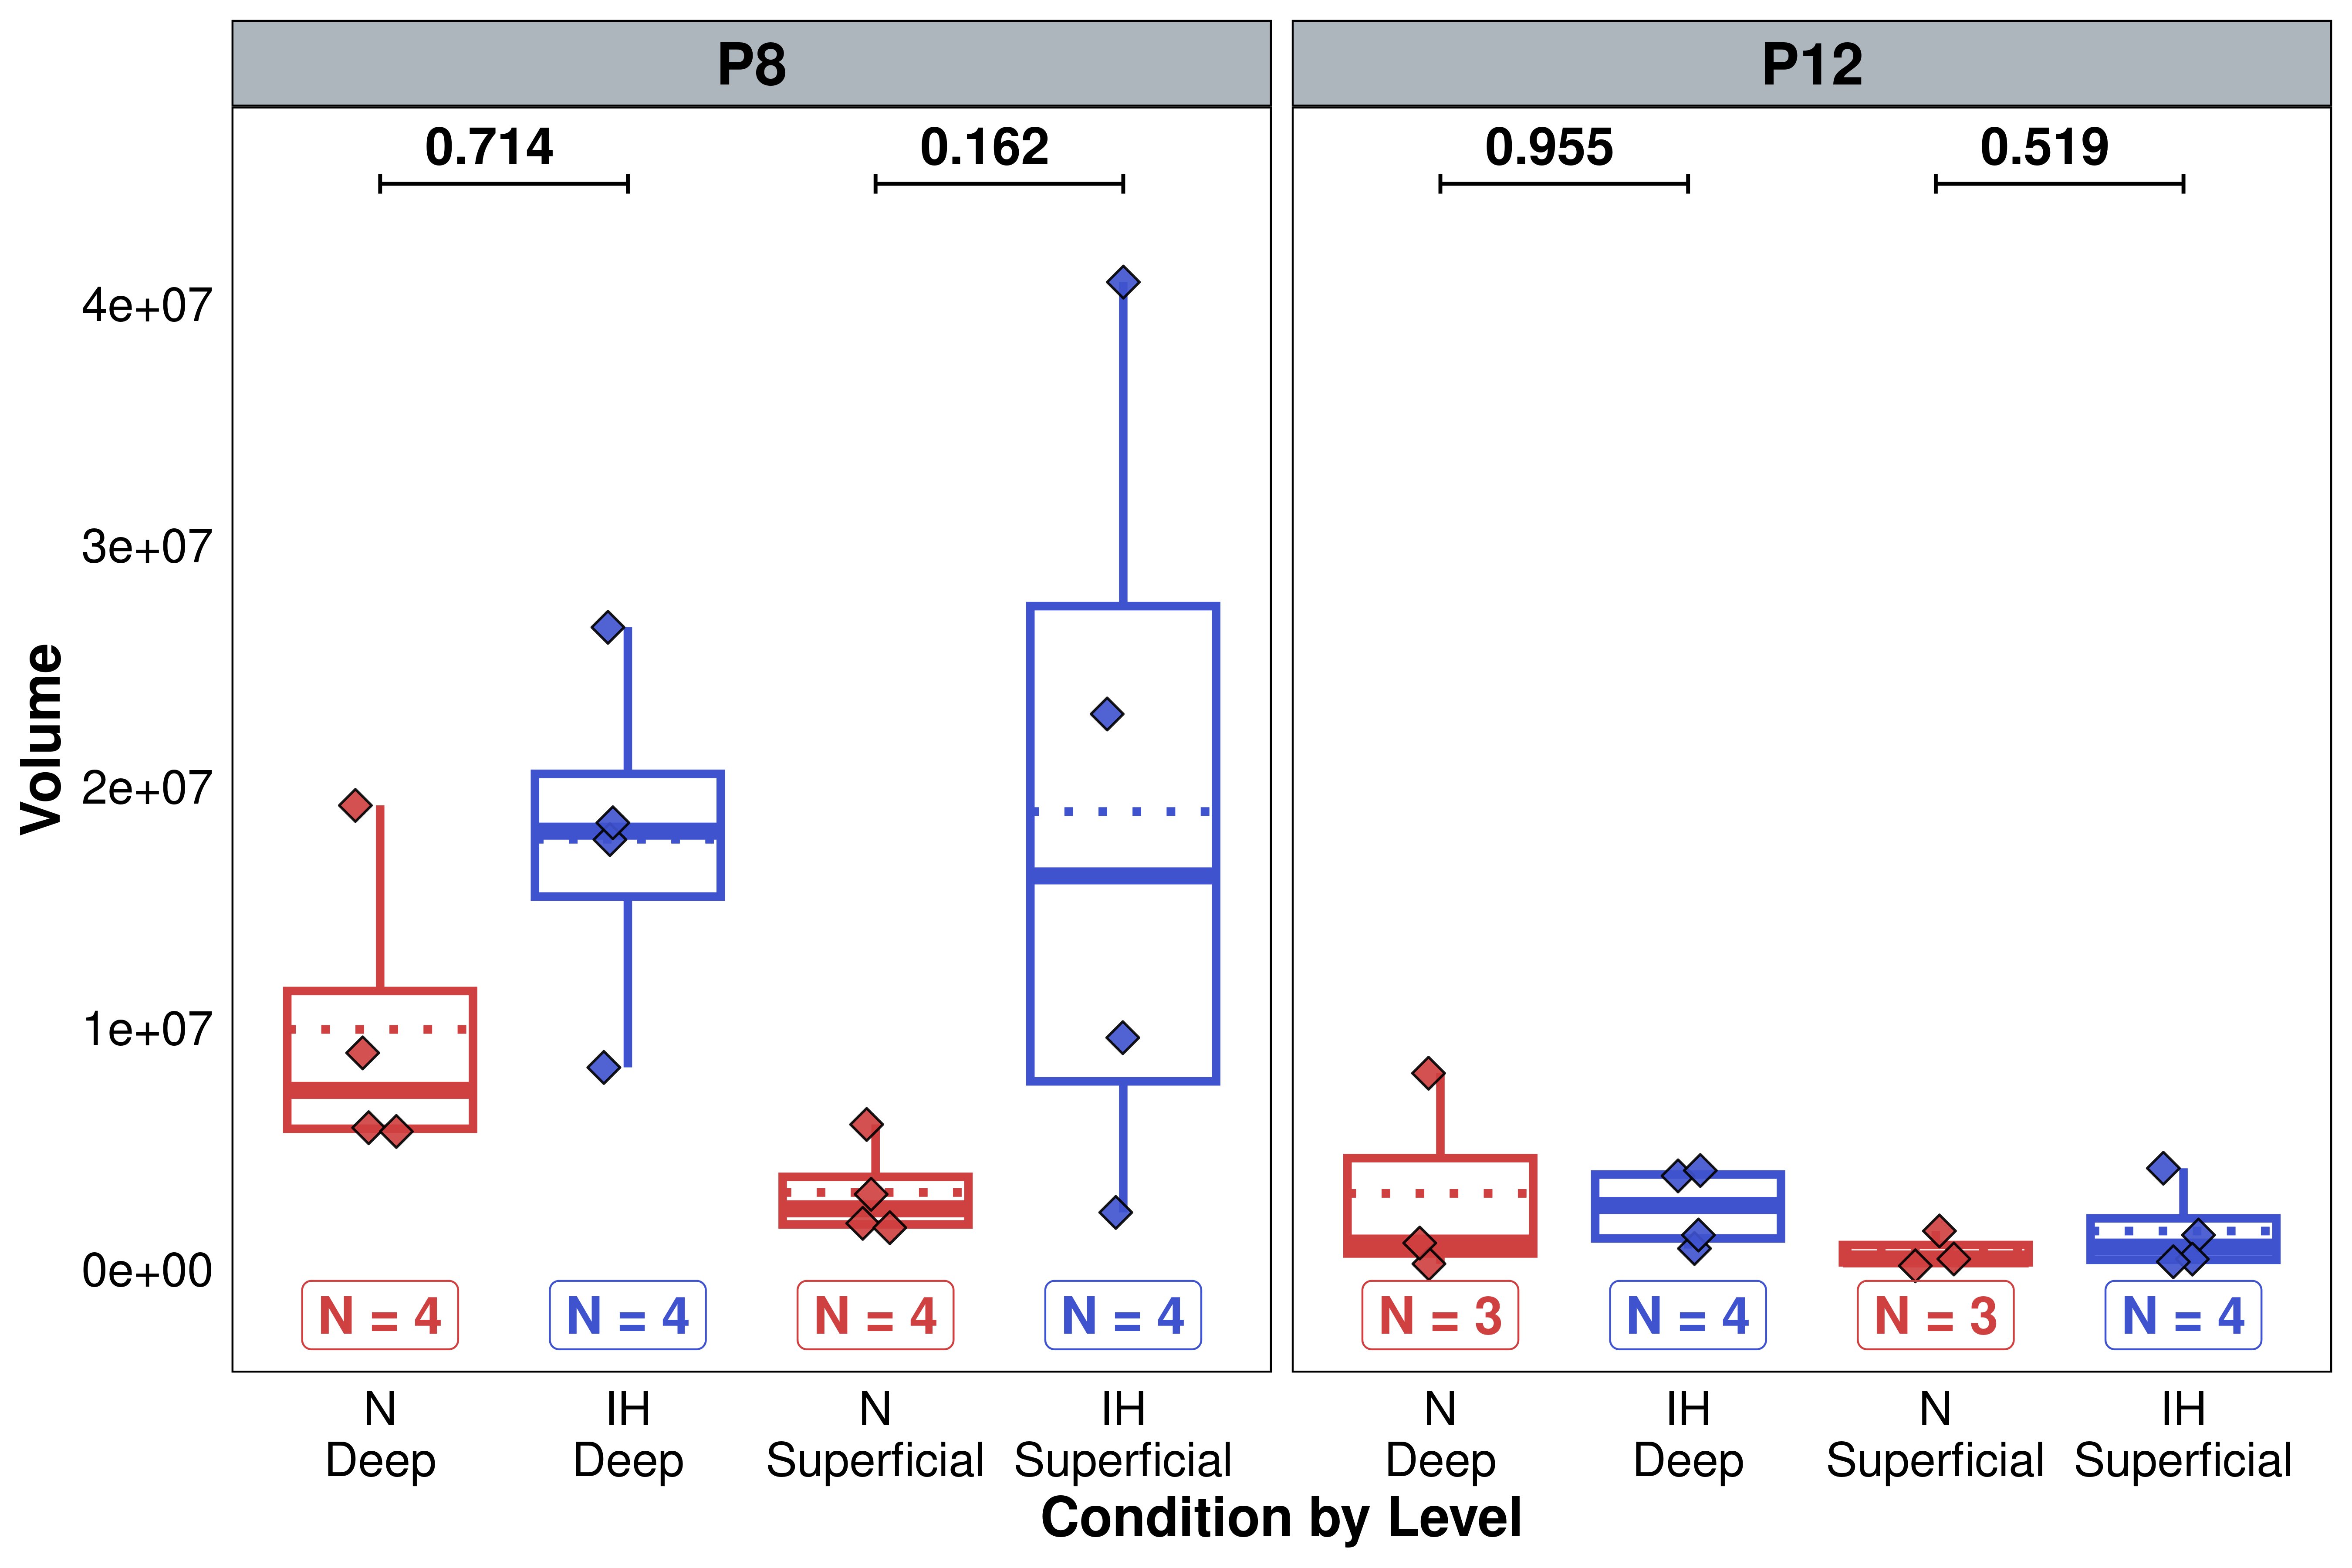 P8 P12
0.714 0.162 0.955 0.519
Volume
4e+07
3e+07
2e+07
1e+07
0e+00
N = 4 N = 4 N = 4 N = 4 N = 3 N = 4 N = 3 N = 4
N IH N IH N IH N IH
Deep Deep Superficial Superficial Deep Deep Superficial Superficial
Condition by Level